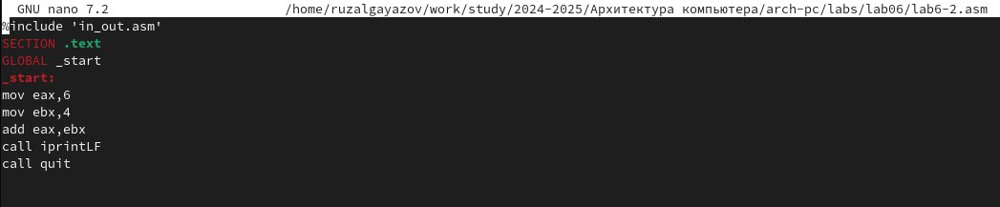 GNU nano 7.2 /home/ruzalgayazov/work/study/2024-2025/Архитектура компьютера/arch-pc/labs/lab06/lab6-2.asm
%include 'in_out.asm'
SECTION .text
GLOBAL _start
_start:
mov eax,6
mov ebx,4
add eax,ebx
call iprintLF
call quit